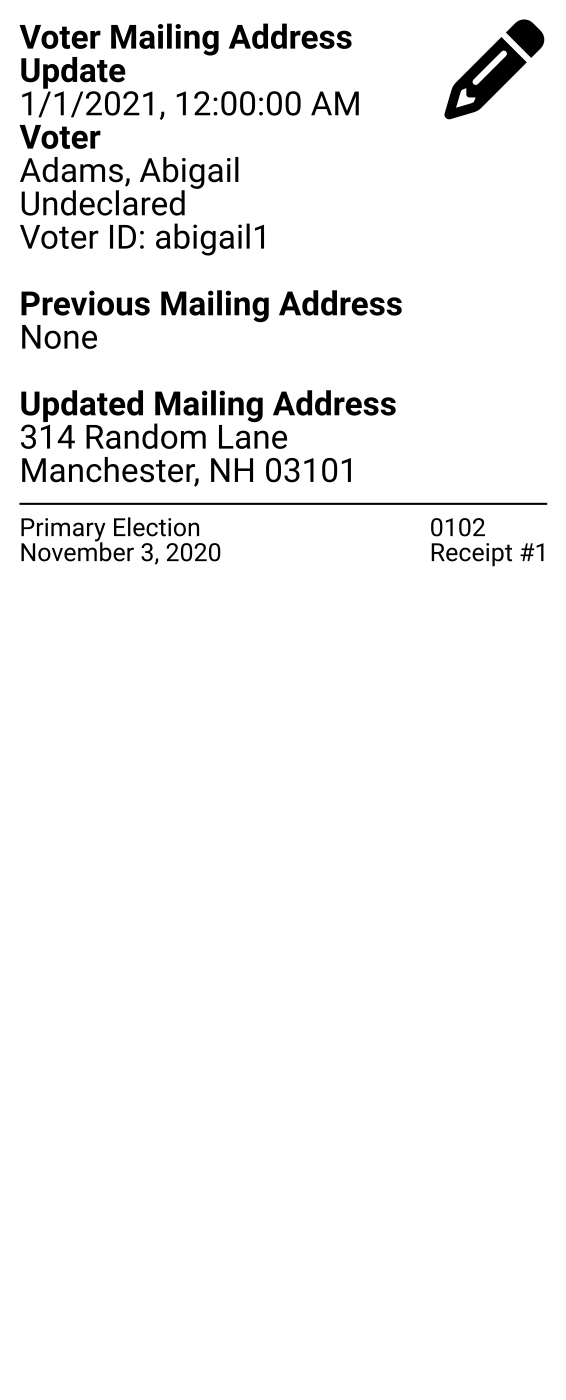 Voter Mailing Address
Update
1/1/2021, 12:00:00 AM
Voter
Adams, Abigail
Undeclared
Voter ID: abigail1
Previous Mailing Address
None
Updated Mailing Address
314 Random Lane
Manchester, NH 03101
Primary Election
November 3, 2020
0102
Receipt #1